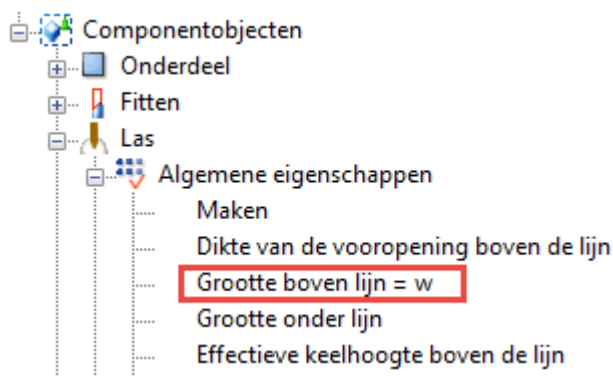 Componentobjecten
Onderdeel
Fitten
Las
Algemene eigenschappen
Maken
Dikte van de vooropening boven de lijn
Grootte boven lijn = w
Grootte onder lijn
Effectieve keelhoogte boven de lijn